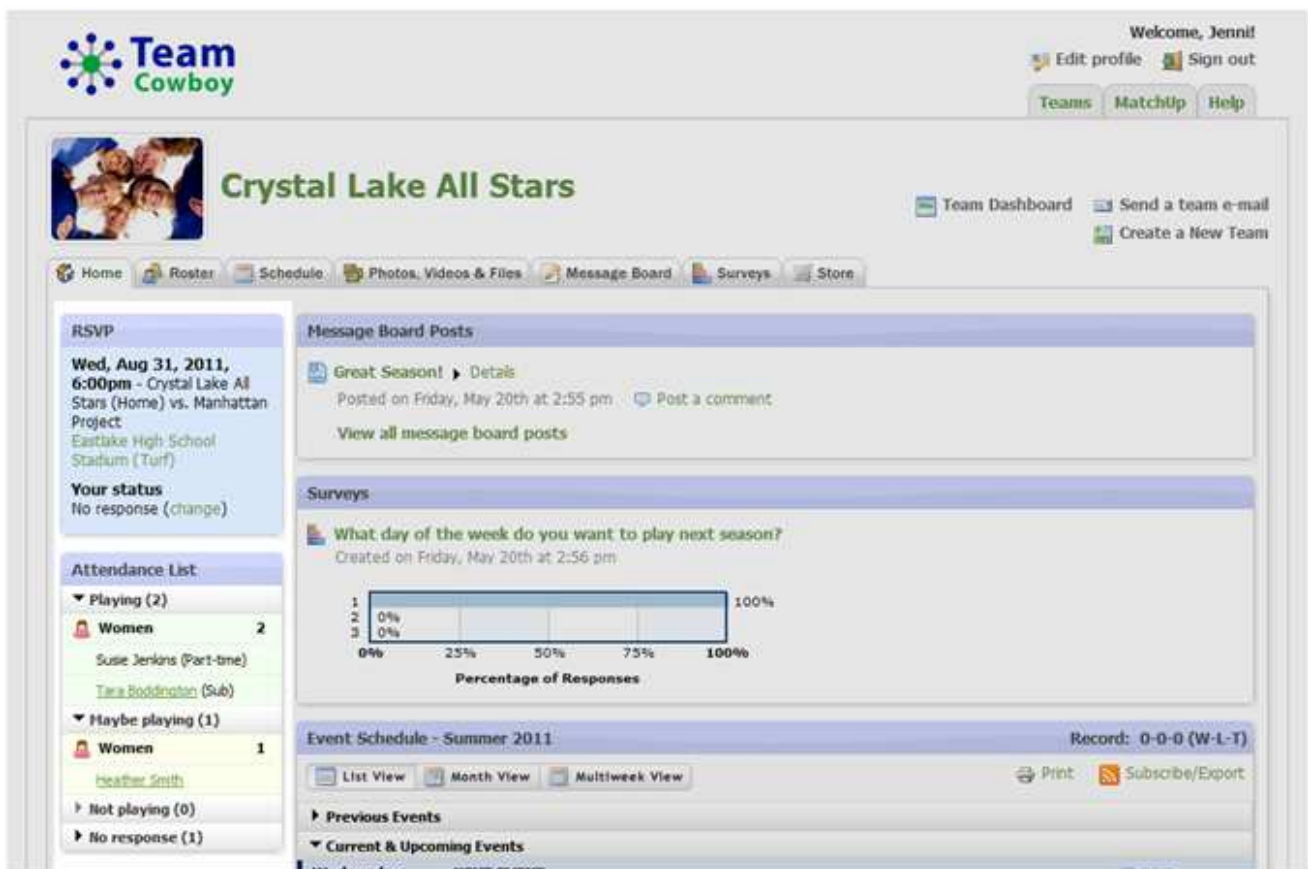 Team
Cowboy
Welcome, Jenni!
Edit profile Sign out
Teams MatchUp Help
Crystal Lake All Stars
Team Dashboard Send a team e-mail
Create a New Team
Home Roster Schedule Photos, Videos & Files Message Board Surveys Store
RSVP
Wed, Aug 31, 2011,
6:00pm - Crystal Lake All
Stars (Home) vs. Manhattan
Project
Eastlake High School
Stadium (Turf)
Your status
No response (change)
Attendance List
Playing (2)
Women 2
Susie Jenkins (Part-time)
Tara Boddington (Sub)
Maybe playing (1)
Women 1
Heather Smith
Not playing (0)
No response (1)
Message Board Posts
Great Season! Details
Posted on Friday, May 20th at 2:55 pm Post a comment
View all message board posts
Surveys
What day of the week do you want to play next season?
Created on Friday, May 20th at 2:56 pm
1 100%
2 0%
3 0%
0% 25% 50% 75% 100%
Percentage of Responses
Event Schedule - Summer 2011 Record: 0-0-0 (W-L-T)
List View Month View Multiweek View Print Subscribe/Export
Previous Events
Current & Upcoming Events